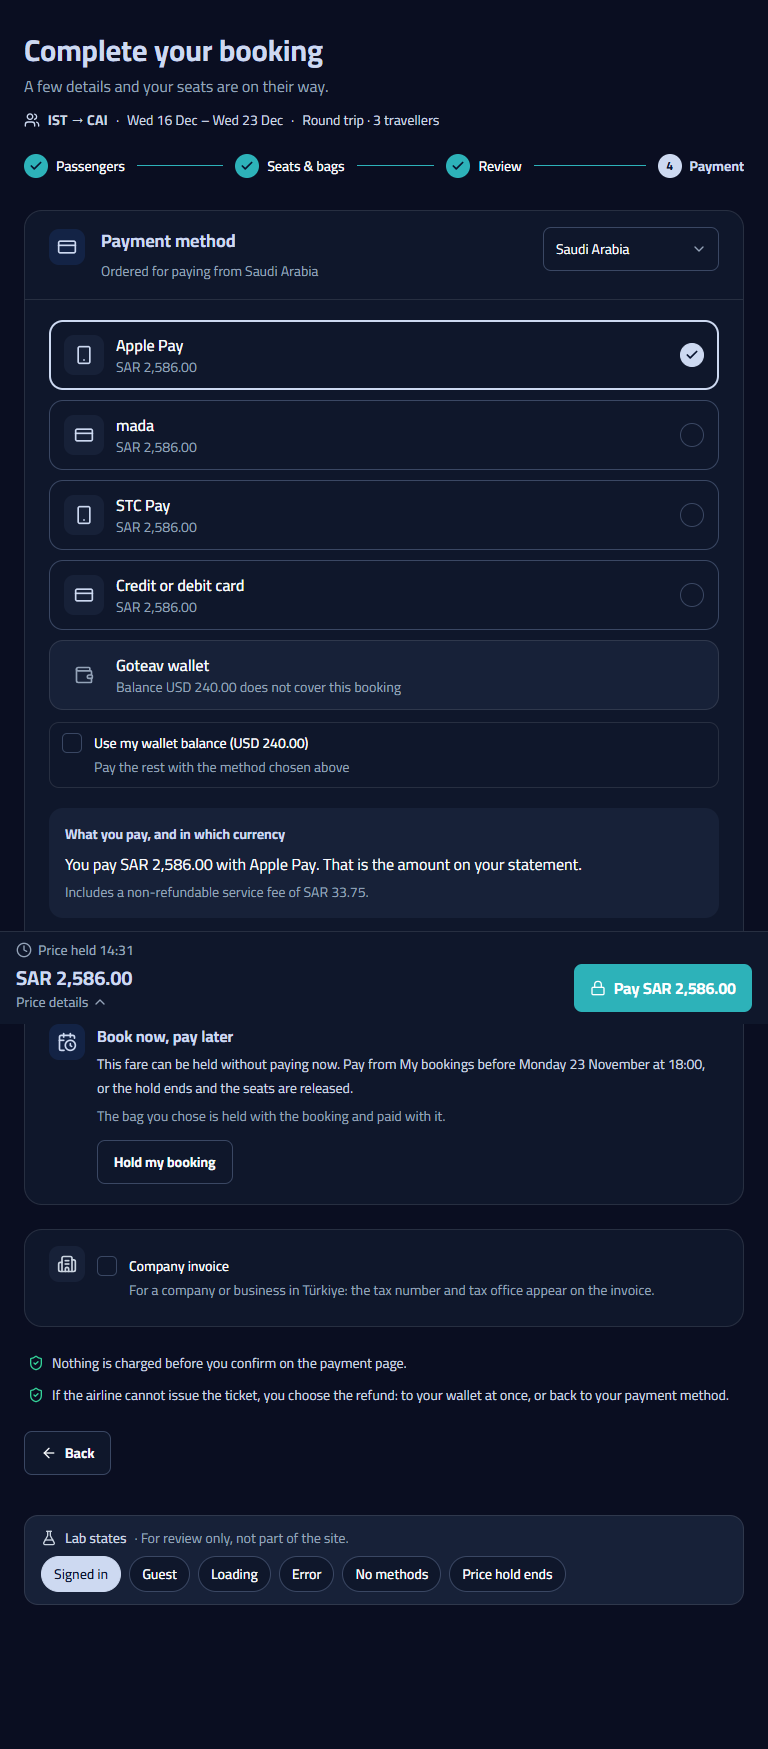 Complete your booking
A few details and your seats are on their way.
IST → CAI · Wed 16 Dec – Wed 23 Dec · Round trip · 3 travellers
Passengers
Seats & bags
Review
4 Payment
Payment method
Ordered for paying from Saudi Arabia
Saudi Arabia
Apple Pay
SAR 2,586.00
mada
SAR 2,586.00
STC Pay
SAR 2,586.00
Credit or debit card
SAR 2,586.00
Goteav wallet
Balance USD 240.00 does not cover this booking
Use my wallet balance (USD 240.00)
Pay the rest with the method chosen above
What you pay, and in which currency
You pay SAR 2,586.00 with Apple Pay. That is the amount on your statement.
Includes a non-refundable service fee of SAR 33.75.
Price held 14:31
SAR 2,586.00
Price details
Pay SAR 2,586.00
Book now, pay later
This fare can be held without paying now. Pay from My bookings before Monday 23 November at 18:00,
or the hold ends and the seats are released.
The bag you chose is held with the booking and paid with it.
Hold my booking
Company invoice
For a company or business in Türkiye: the tax number and tax office appear on the invoice.
Nothing is charged before you confirm on the payment page.
If the airline cannot issue the ticket, you choose the refund: to your wallet at once, or back to your payment method.
Back
Lab states · For review only, not part of the site.
Signed in
Guest
Loading
Error
No methods
Price hold ends